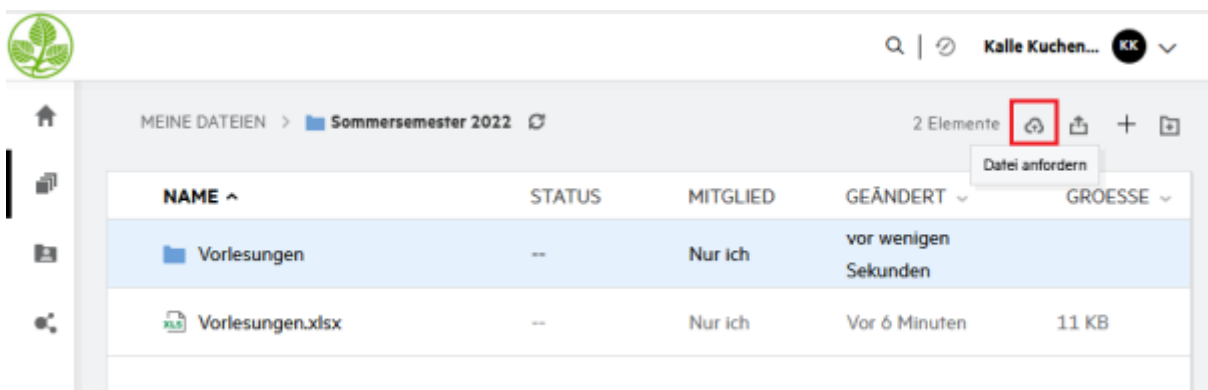 Kalle Kuchen... KK
MEINE DATEIEN > Sommersemester 2022
2 Elemente
Datei anfordern
NAME STATUS MITGLIED GEÄNDERT GROESSE
Vorlesungen -- Nur ich vor wenigen
Sekunden
XLS Vorlesungen.xlsx -- Nur ich Vor 6 Minuten 11 KB